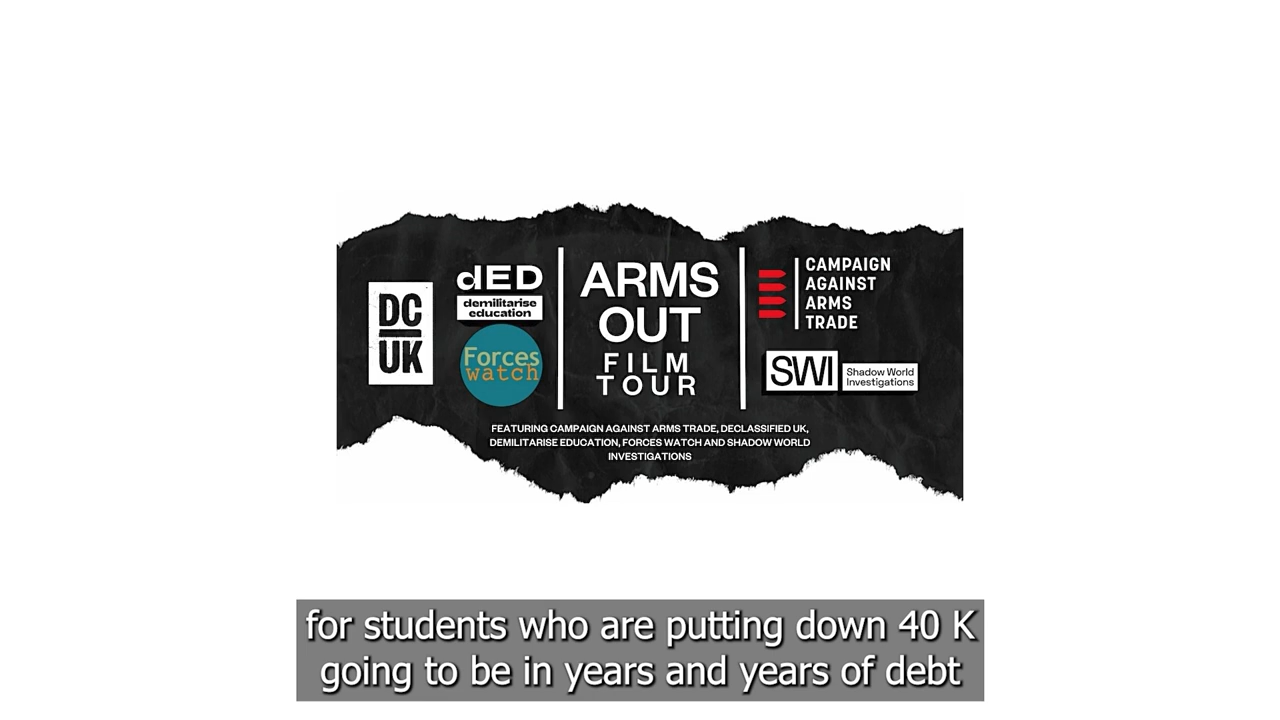 DC
UK
dED
demilitarise
education
Forces
watch
ARMS
OUT
FILM
TOUR
CAMPAIGN
AGAINST
ARMS
TRADE
SWI
Shadow World
Investigations
FEATURING CAMPAIGN AGAINST ARMS TRADE, DECLASSIFIED UK,
DEMILITARISE EDUCATION, FORCES WATCH AND SHADOW WORLD
INVESTIGATIONS
for students who are putting down 40 K
going to be in years and years of debt